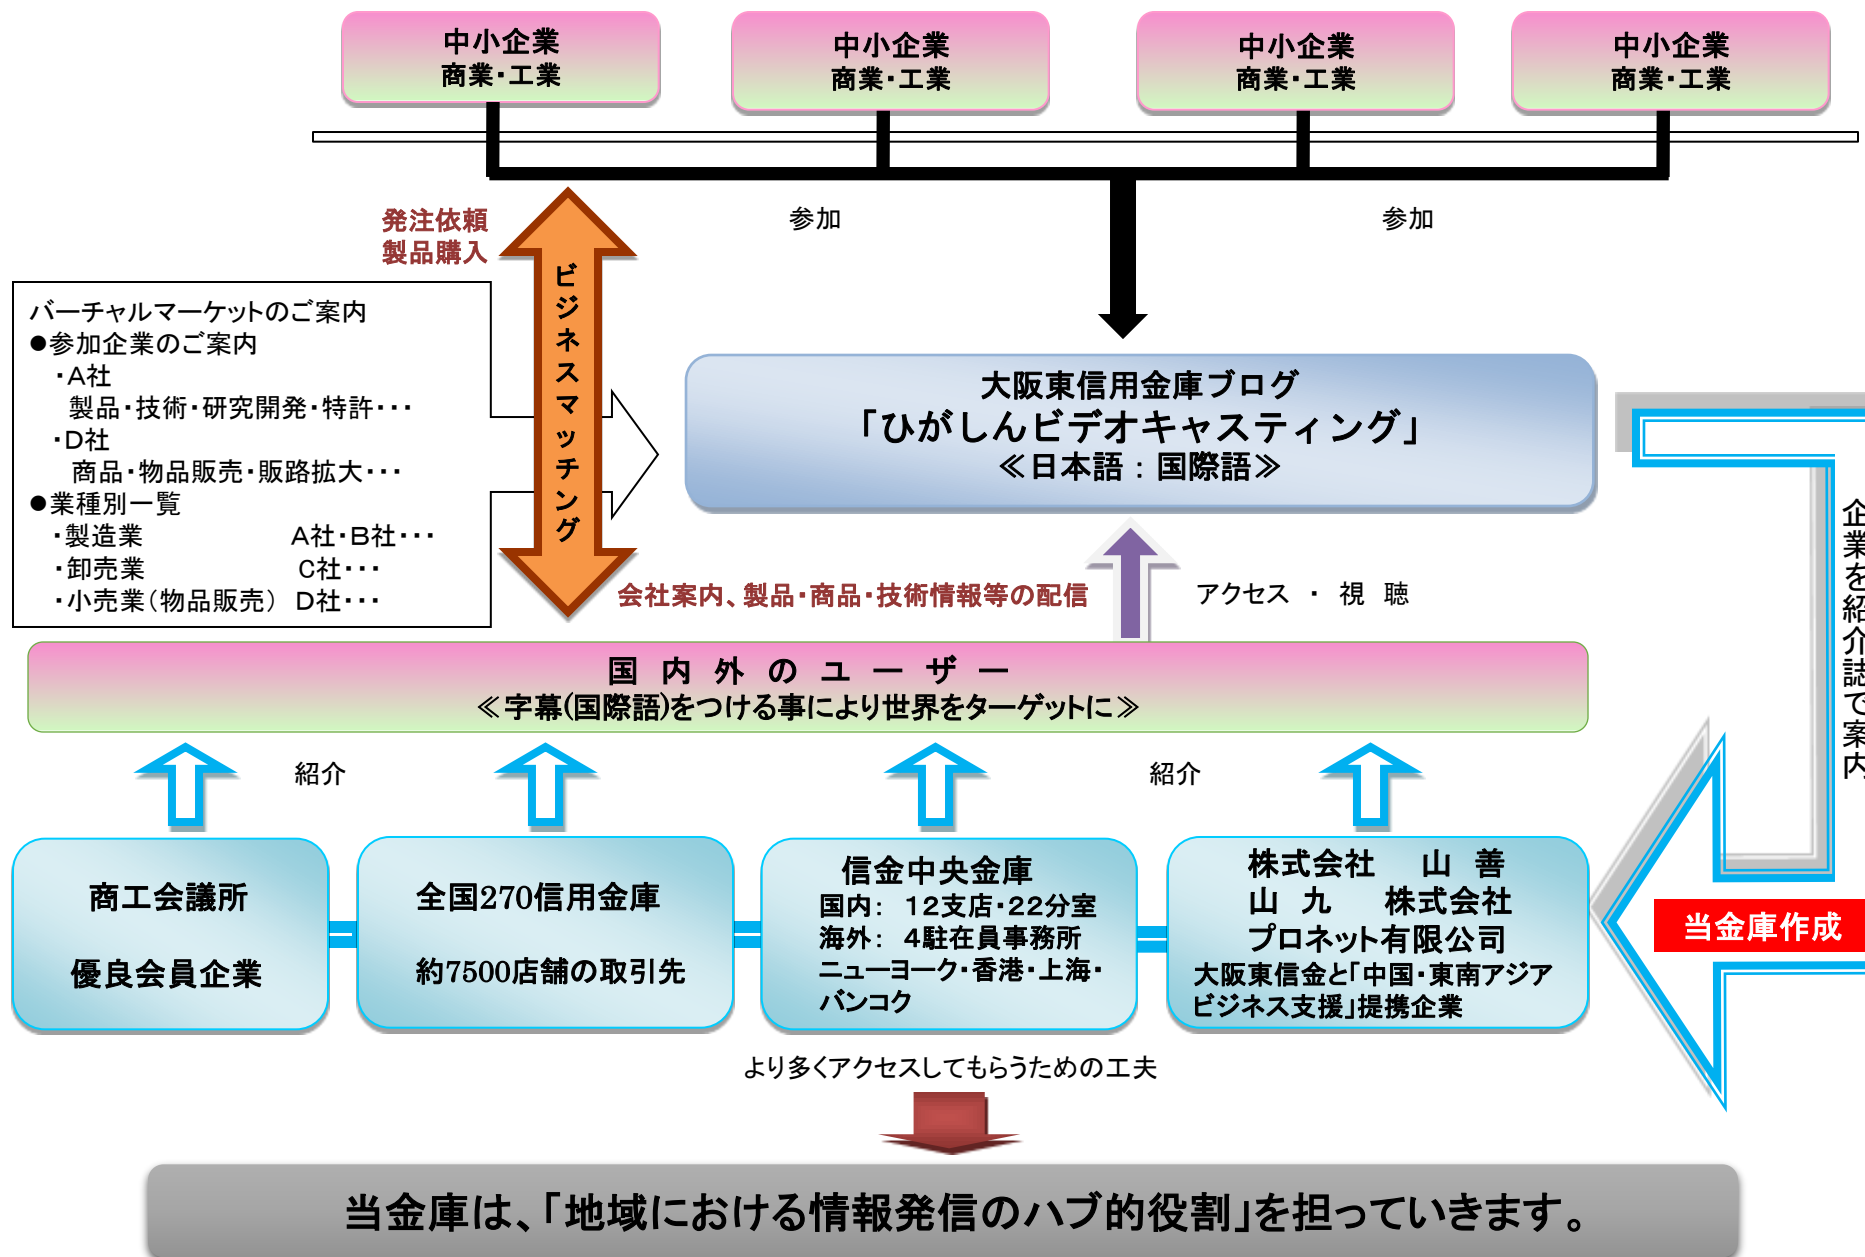 中小企業
商業・工業
中小企業
商業・工業
中小企業
商業・工業
中小企業
商業・工業
発注依頼
製品購入
参加
参加
ビジネスマッチング
バーチャルマーケットのご案内
●参加企業のご案内
・A社
製品・技術・研究開発・特許・・・
・D社
商品・物品販売・販路拡大・・・
●業種別一覧
・製造業 A社・B社・・・
・卸売業 C社・・・
・小売業（物品販売） D社・・・
大阪東信用金庫ブログ
「ひがしんビデオキャスティング」
≪日本語：国際語≫
会社案内、製品・商品・技術情報等の配信
アクセス ・ 視 聴
企業を紹介誌で案内
国 内 外 の ユ ー ザ ー
≪字幕(国際語)をつける事により世界をターゲットに≫
紹介
紹介
商工会議所
優良会員企業
全国270信用金庫
約7500店舗の取引先
信金中央金庫
国内： 12支店・22分室
海外： 4駐在員事務所
ニューヨーク・香港・上海・
バンコク
株式会社 山 善
山 九 株式会社
プロネット有限公司
大阪東信金と「中国・東南アジア
ビジネス支援」提携企業
当金庫作成
より多くアクセスしてもらうための工夫
当金庫は、「地域における情報発信のハブ的役割」を担っていきます。